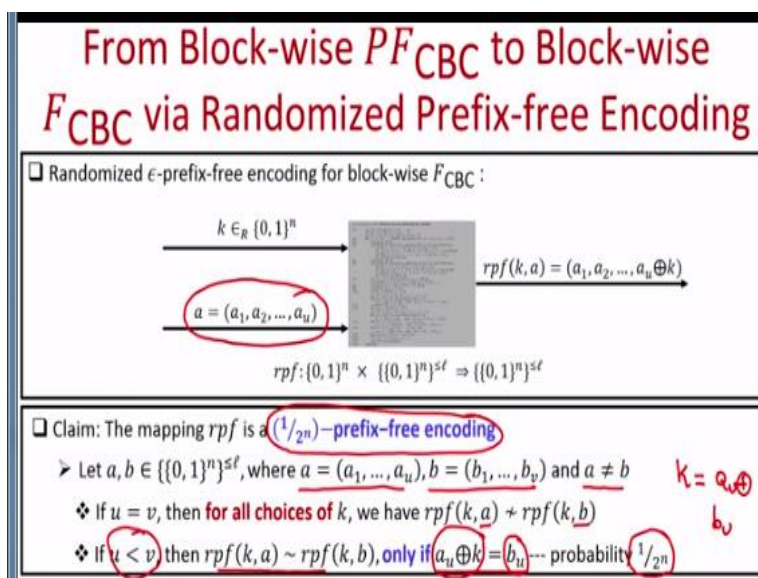 From Block-wise PF_CBC to Block-wise
F_CBC via Randomized Prefix-free Encoding
❑ Randomized ϵ-prefix-free encoding for block-wise F_CBC :
k ∈_R {0,1}^n
rpf(k, a) = (a_1, a_2, …, a_u⊕k)
a = (a_1, a_2, …, a_u)
rpf: {0,1}^n × {{0,1}^n}^≤ℓ ⇒ {{0,1}^n}^≤ℓ
❑ Claim: The mapping rpf is a (1/2^n)−prefix−free encoding
➢ Let a, b ∈ {{0,1}^n}^≤ℓ, where a = (a_1, …, a_u), b = (b_1, …, b_v) and a ≠ b
❖ If u = v, then for all choices of k, we have rpf(k, a) ≁ rpf(k, b)
❖ If u < v, then rpf(k, a) ~ rpf(k, b), only if a_u⊕k = b_u --- probability 1/2^n
k = a_u⊕
b_u